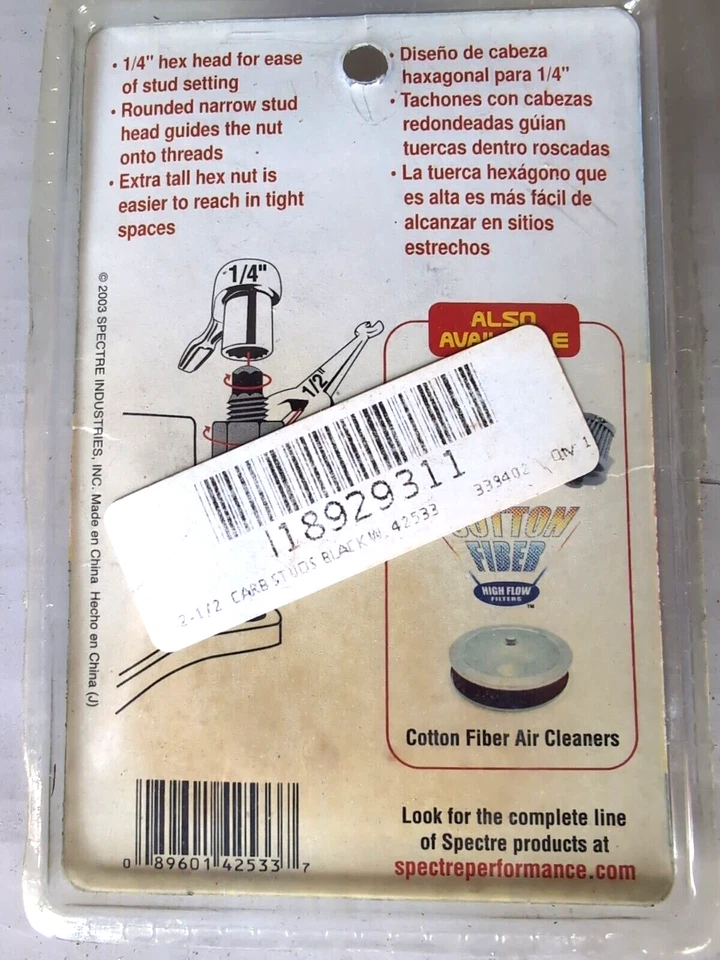 • 1/4" hex head for ease
of stud setting
• Rounded narrow stud
head guides the nut
onto threads
• Extra tall hex nut is
easier to reach in tight
spaces
• Diseño de cabeza
haxagonal para 1/4"
• Tachones con cabezas
redondeadas gúian
tuercas dentro roscadas
• La tuerca hexágono que
es alta es más fácil de
alcanzar en sitios
estrechos
© 2003 SPECTRE INDUSTRIES, INC. Made en China Hecho en China (J)
1/4"
1/2"
ALSO
118929311
2-1/2 CARB STUDS BLACK W. 42533
339402 Qty 1
COTTON
FIBER
HIGH FLOW
FILTERS
™
Cotton Fiber Air Cleaners
0 89601 42533 7
Look for the complete line
of Spectre products at
spectreperformance.com